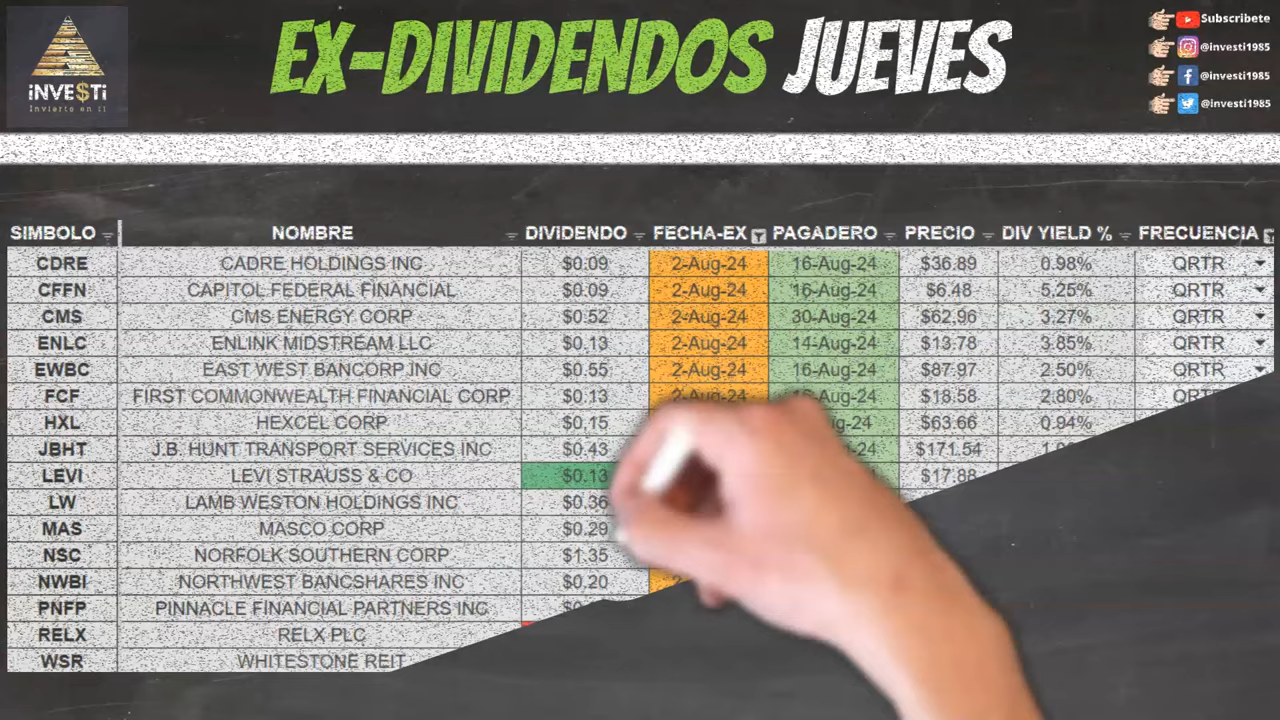 EX-DIVIDENDOS JUEVES
iNVE$Ti
Invierte en ti
Subscribete
@investi1985
@investi1985
@investi1985
SIMBOLO NOMBRE DIVIDENDO FECHA-EX PAGADERO PRECIO DIV YIELD % FRECUENCIA
CDRE CADRE HOLDINGS INC $0.09 2-Aug-24 16-Aug-24 $36.89 0.98% QRTR
CFFN CAPITOL FEDERAL FINANCIAL $0.09 2-Aug-24 16-Aug-24 $6.48 5.25% QRTR
CMS CMS ENERGY CORP $0.52 2-Aug-24 30-Aug-24 $62.96 3.27% QRTR
ENLC ENLINK MIDSTREAM LLC $0.13 2-Aug-24 14-Aug-24 $13.78 3.85% QRTR
EWBC EAST WEST BANCORP INC $0.55 2-Aug-24 16-Aug-24 $87.97 2.50% QRTR
FCF FIRST COMMONWEALTH FINANCIAL CORP $0.13 2-Aug-24 $18.58 2.80% QRTR
HXL HEXCEL CORP $0.15 $63.66 0.94%
JBHT J.B. HUNT TRANSPORT SERVICES INC $0.43 $171.54
LEVI LEVI STRAUSS & CO $0.13 $17.88
LW LAMB WESTON HOLDINGS INC $0.36
MAS MASCO CORP $0.29
NSC NORFOLK SOUTHERN CORP $1.35
NWBI NORTHWEST BANCSHARES INC $0.20
PNFP PINNACLE FINANCIAL PARTNERS INC
RELX RELX PLC
WSR WHITESTONE REIT